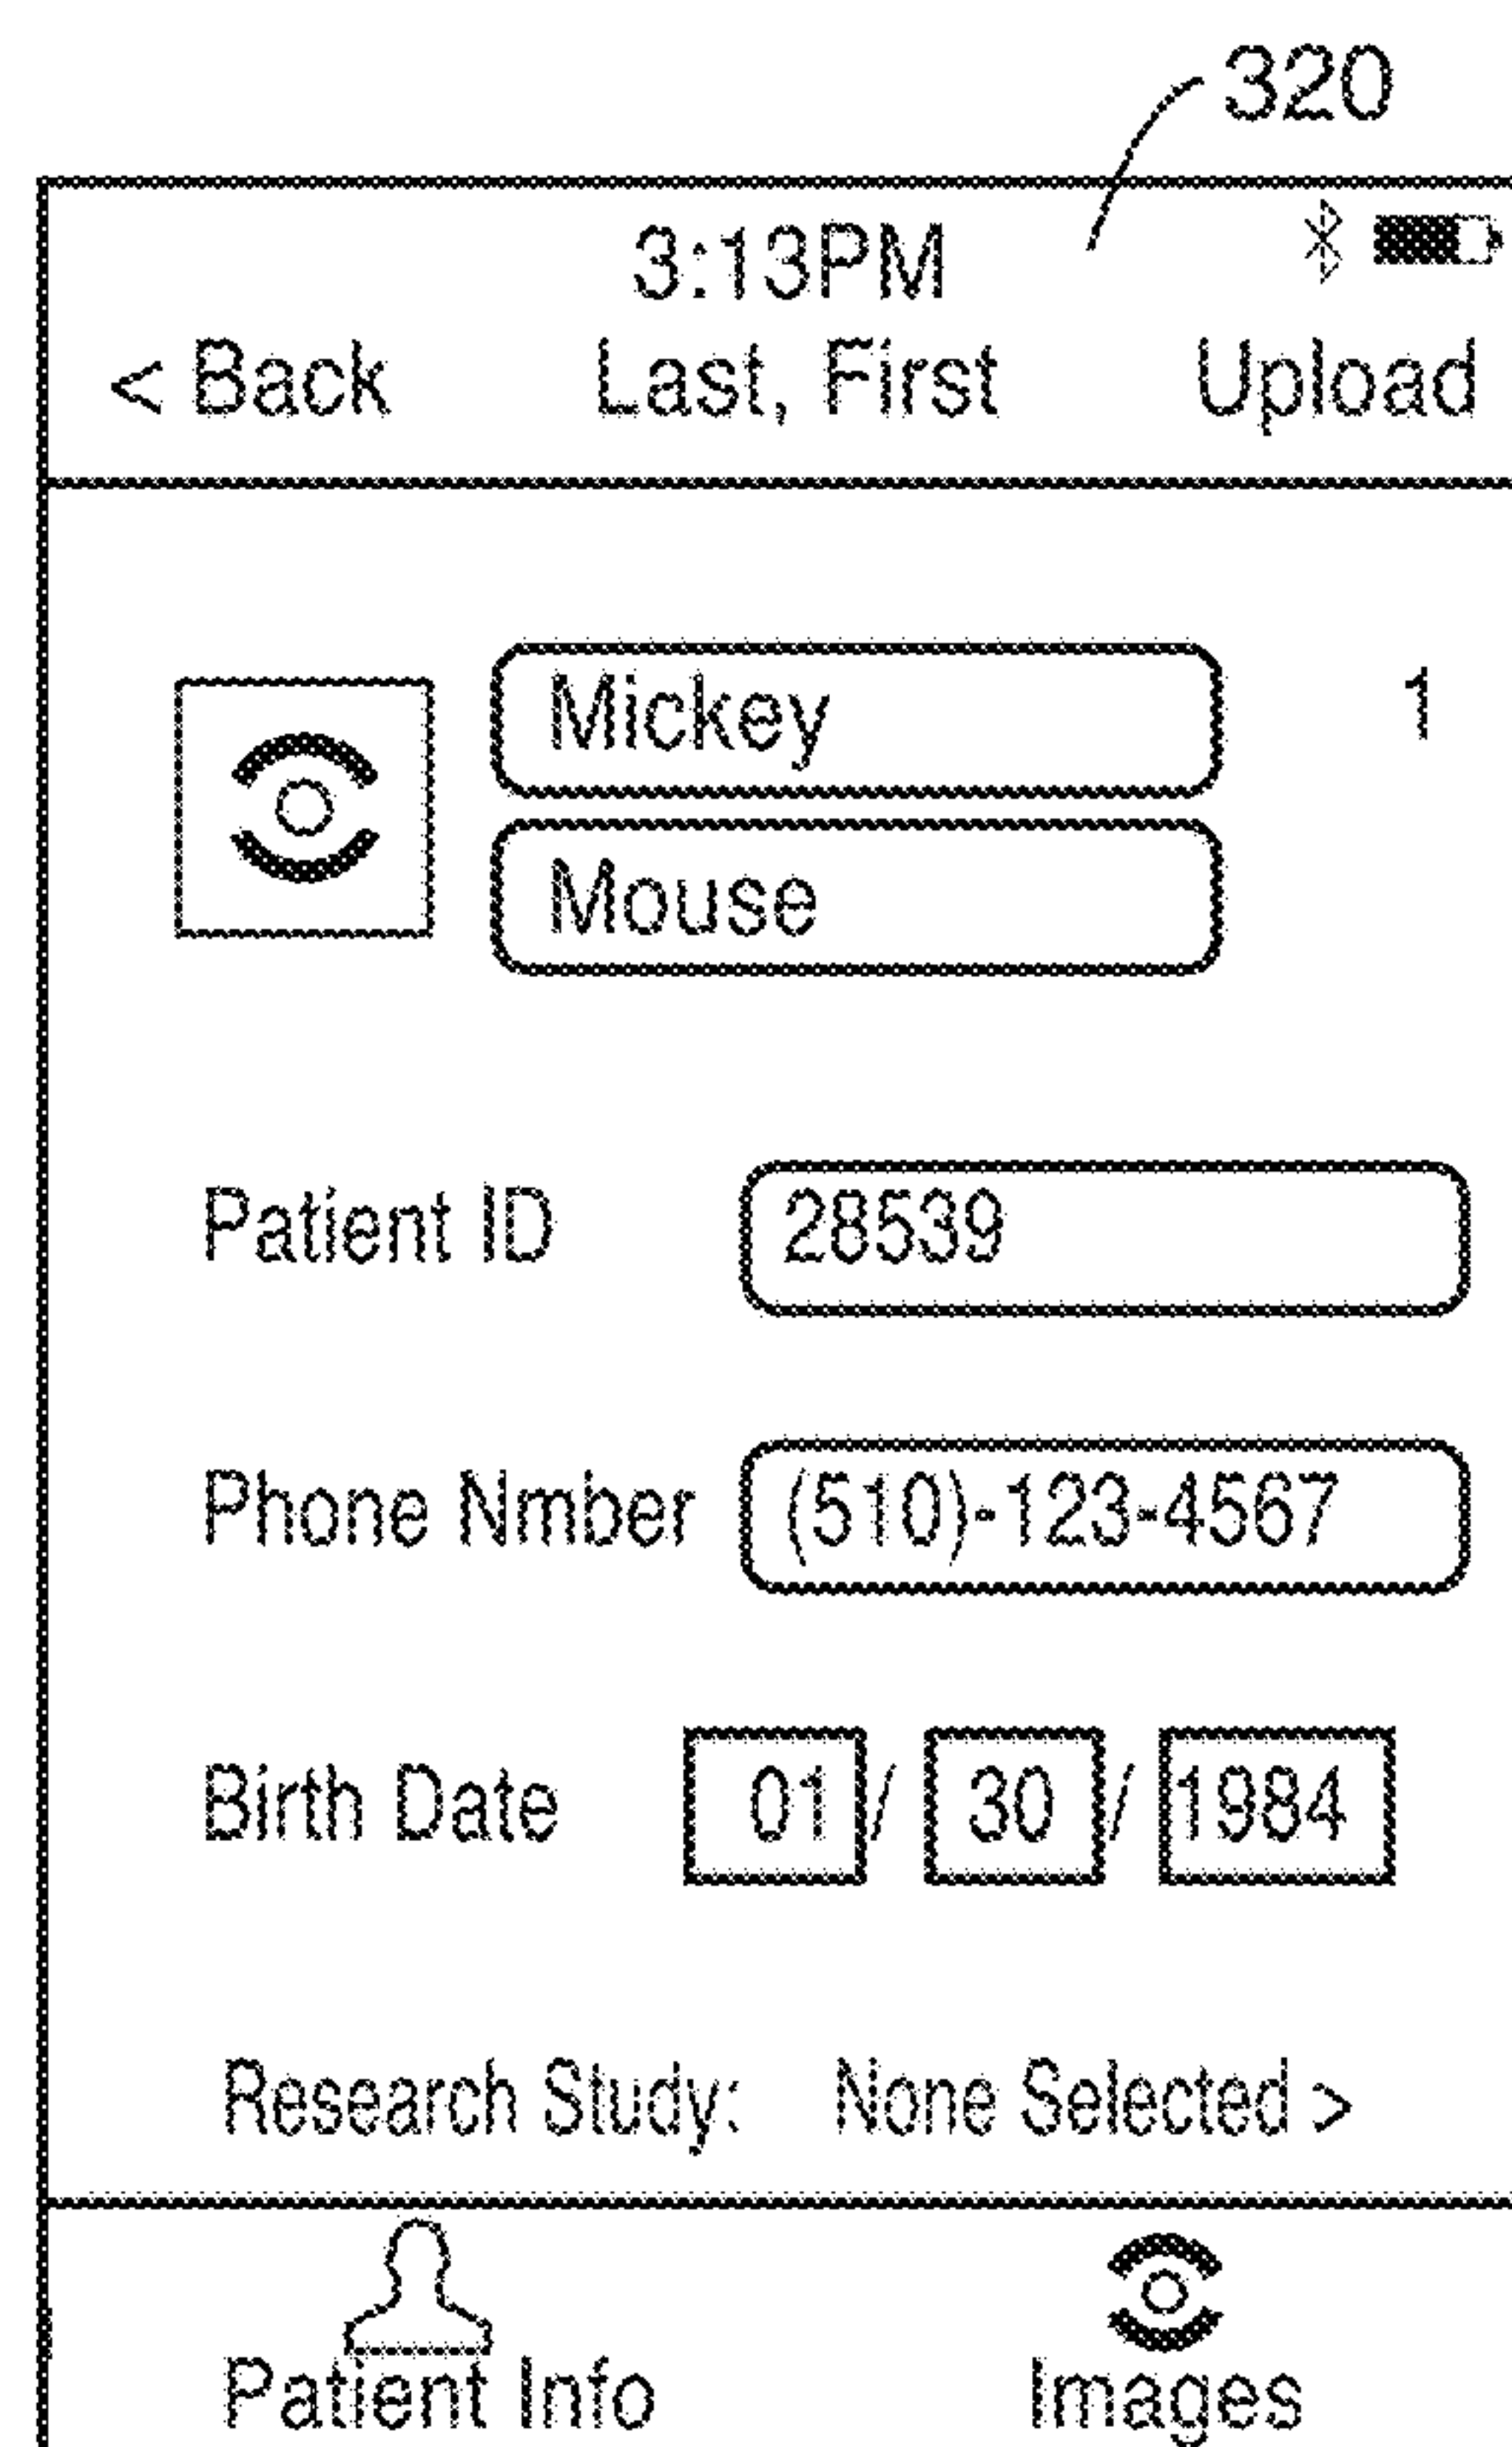 320
3:13PM
< Back Last, First Upload
Mickey 1
Mouse
Patient ID 28539
Phone Nmber (510)-123-4567
Birth Date 01 / 30 / 1984
Research Study: None Selected >
Patient Info Images